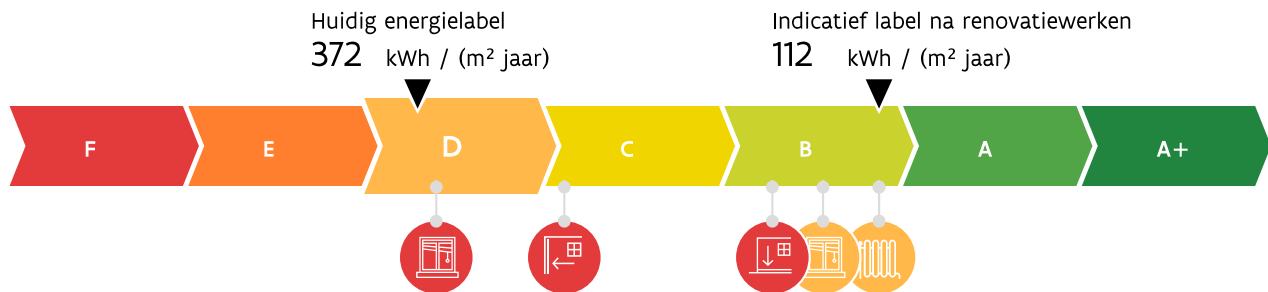 Huidig energielabel
372 kWh / (m² jaar)
Indicatief label na renovatiewerken
112 kWh / (m² jaar)
F E D C B A A+